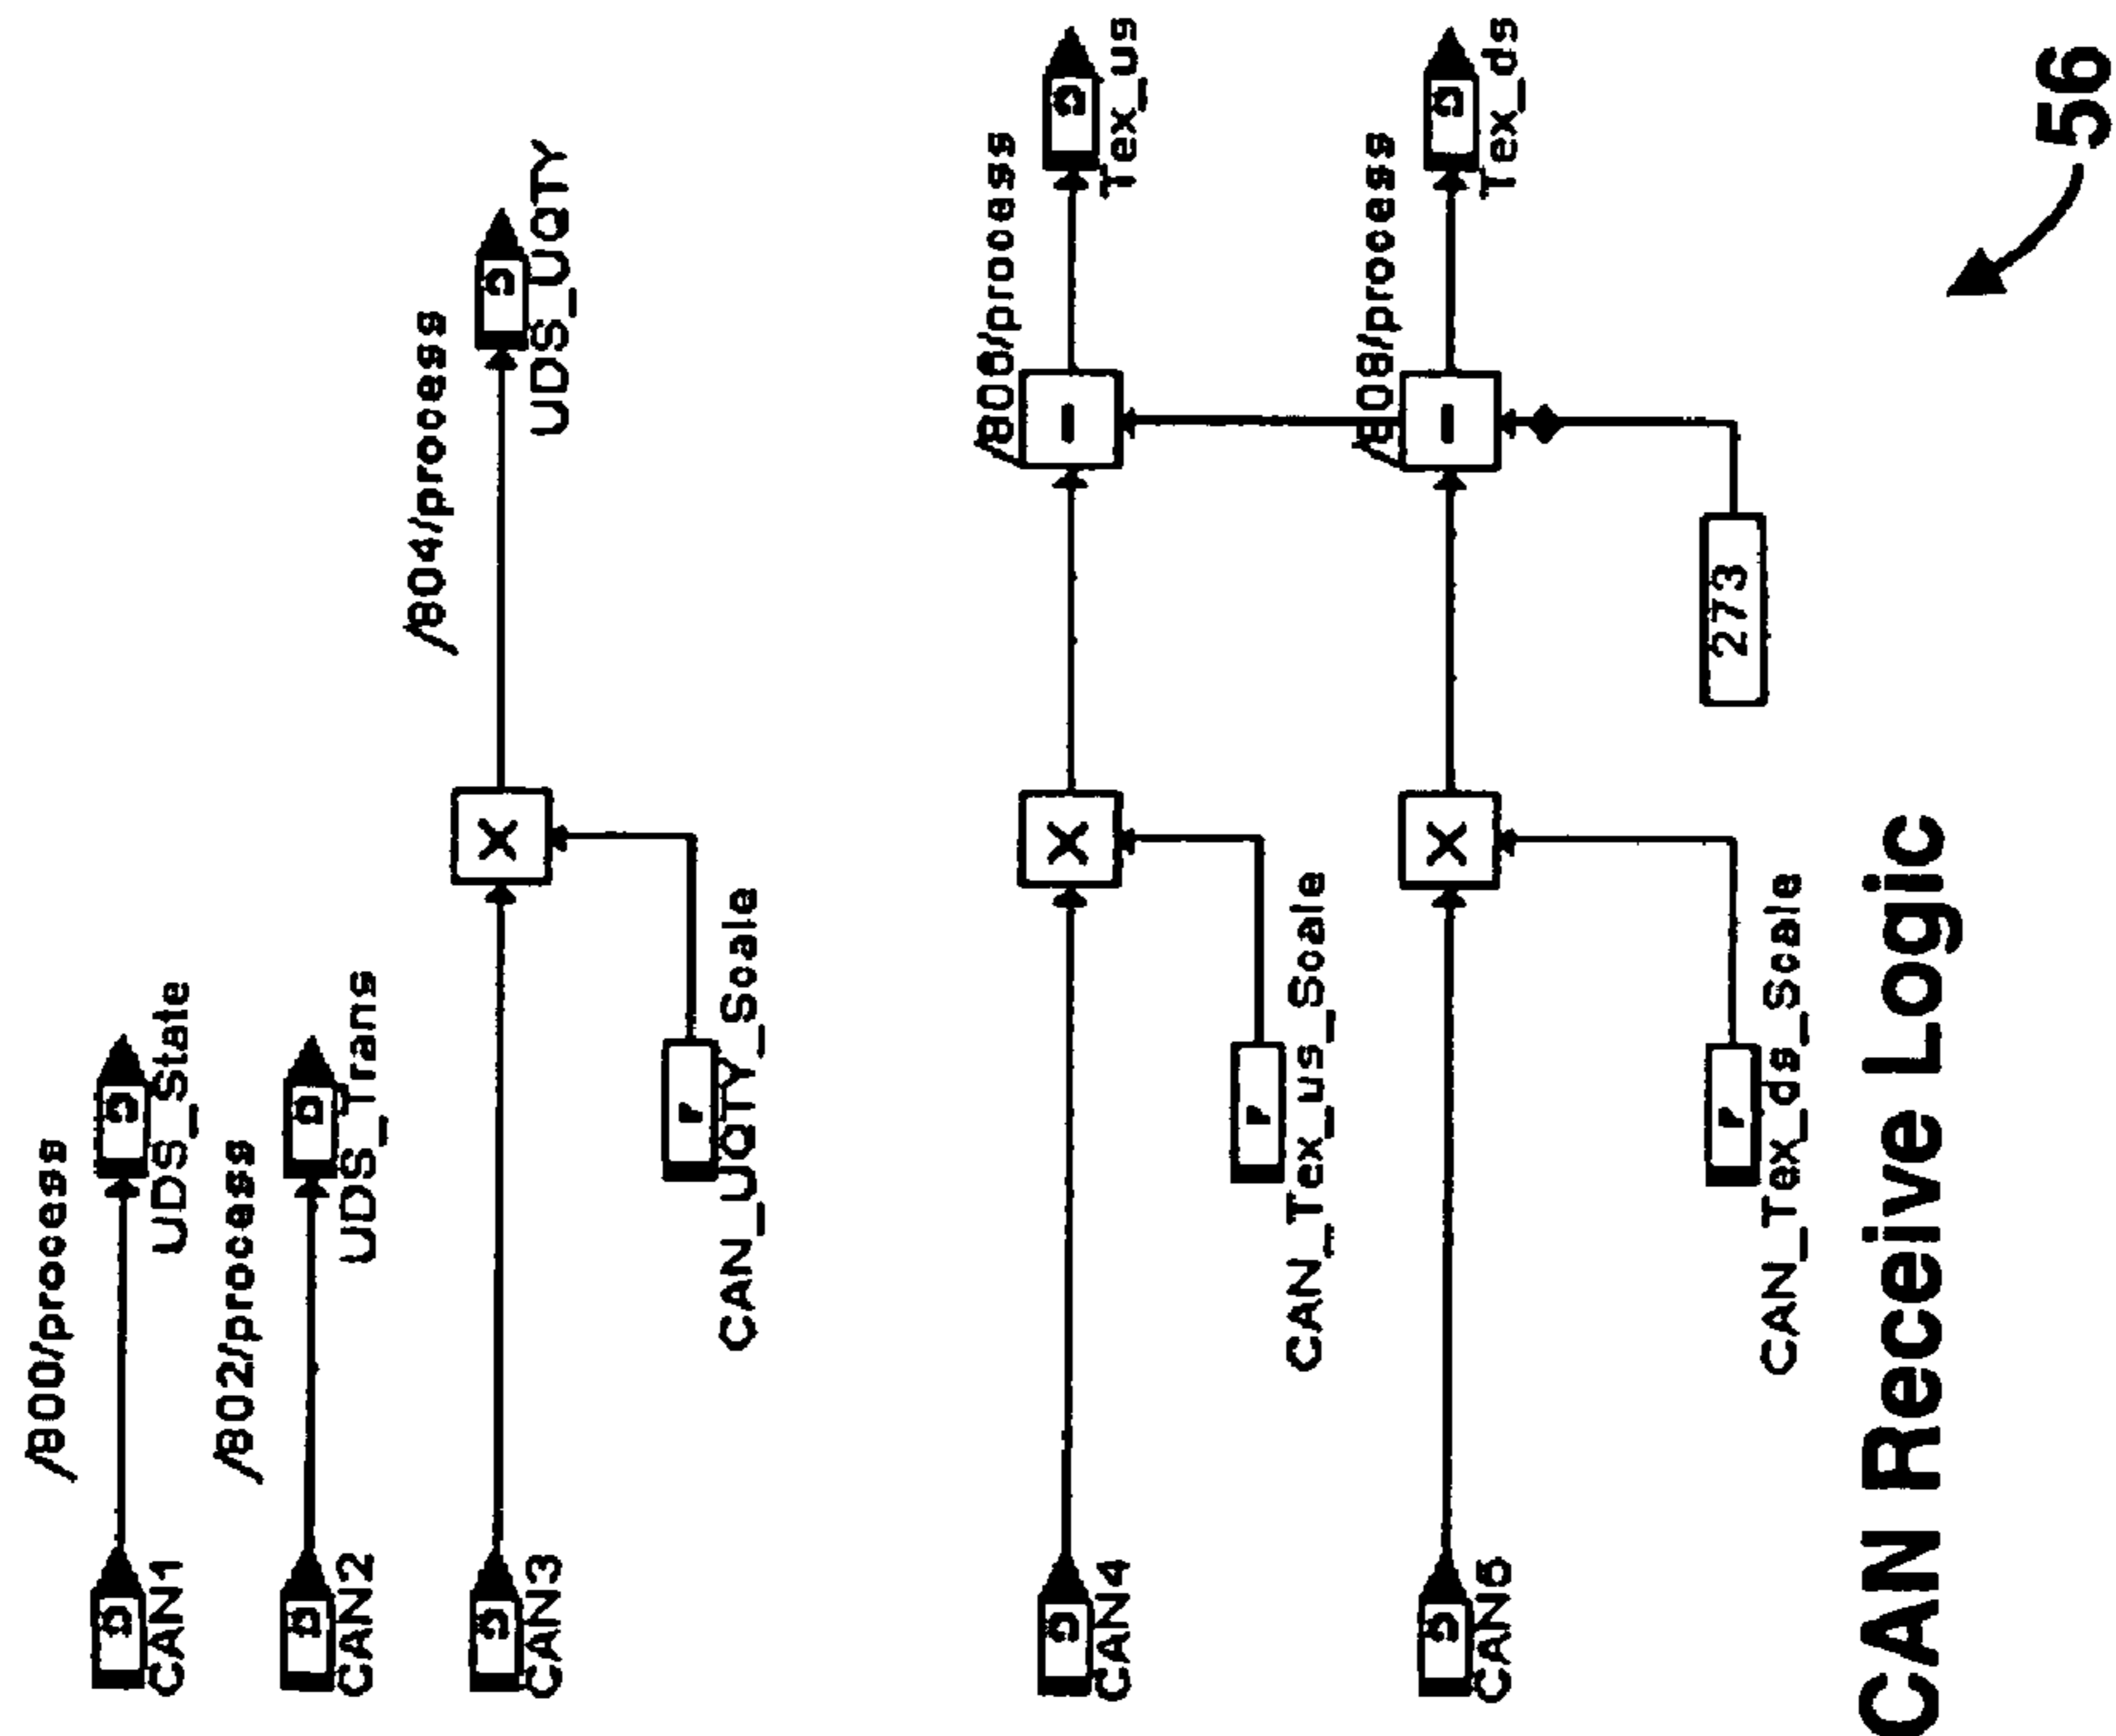 /800/process
CAN1
UDS_State
/802/process
CAN2
UDS_Trans
/804/process
X
CAN3
UDS_UQTY
CAN_UQTY_Scale
/806/process
X
−
CAN4
Tex_us
CAN_Tex_us_Scale
/808/process
X
−
CAN5
Tex_ds
273
CAN_Tex_ds_Scale
CAN Receive Logic
56